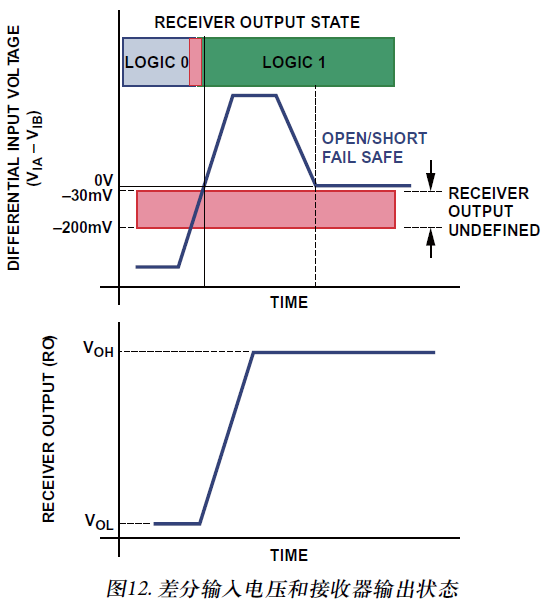 RECEIVER OUTPUT STATE
LOGIC 0
LOGIC 1
DIFFERENTIAL INPUT VOLTAGE
(VIA – VIB)
OPEN/SHORT
FAIL SAFE
0V
–30mV
–200mV
RECEIVER
OUTPUT
UNDEFINED
TIME
RECEIVER OUTPUT (RO)
VOH
VOL
TIME
图12. 差分输入电压和接收器输出状态